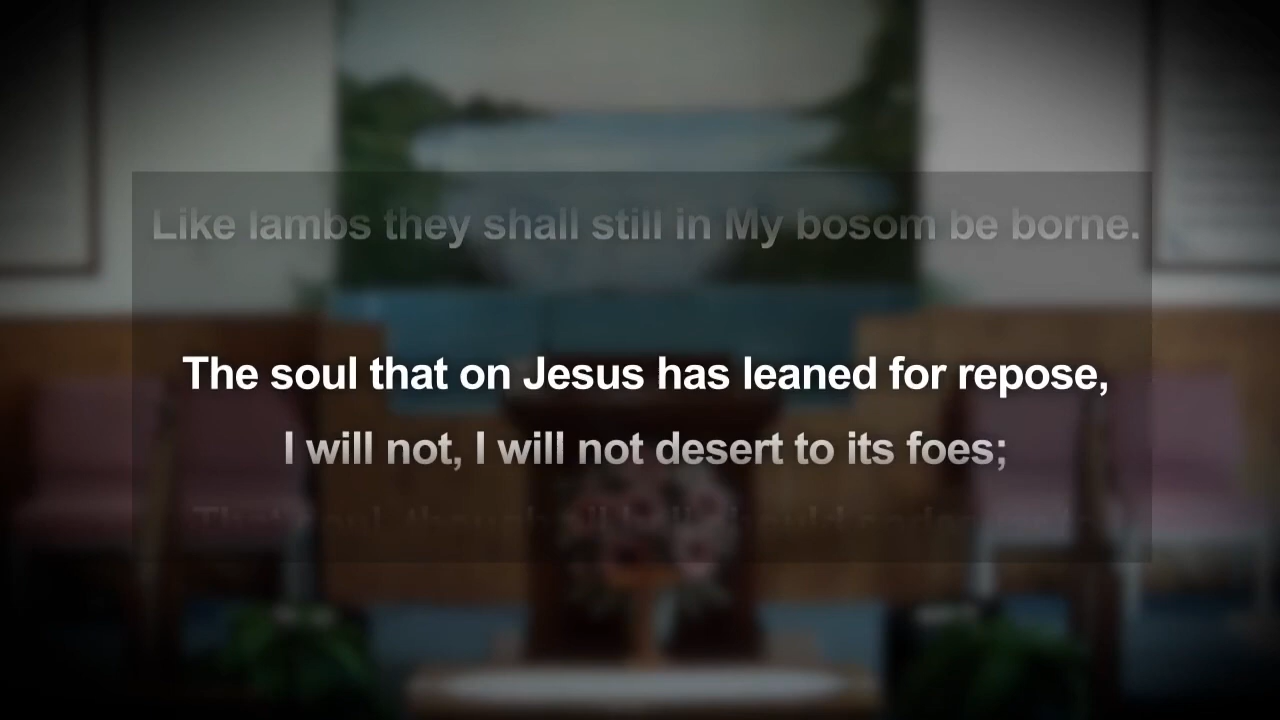 Like lambs they shall still in My bosom be borne.
The soul that on Jesus has leaned for repose,
I will not, I will not desert to its foes;